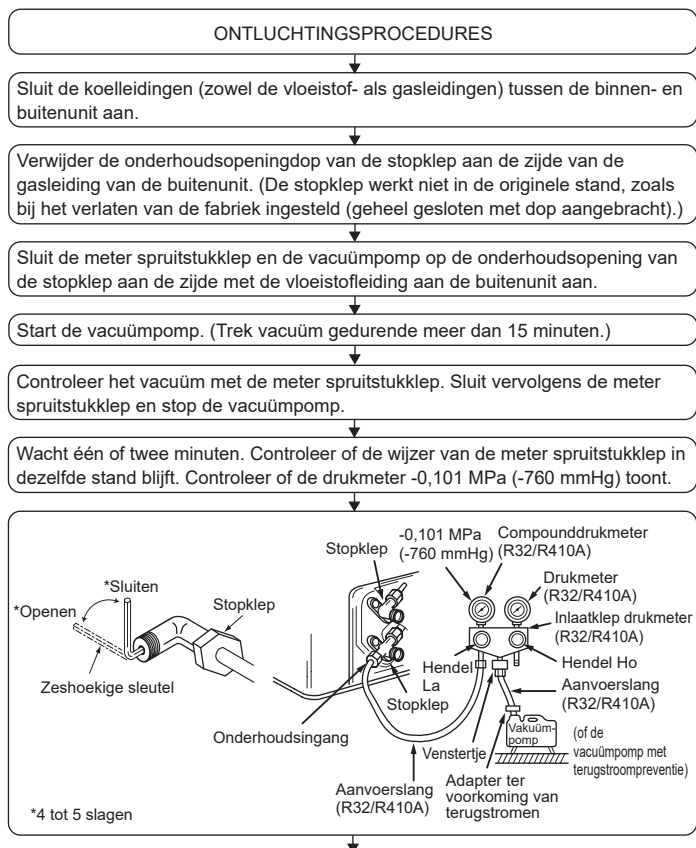 ONTLUCHTINGSPROCEDURES
Sluit de koelleidingen (zowel de vloeistof- als gasleidingen) tussen de binnen- en
buitenunit aan.
Verwijder de onderhoudsopeningdop van de stopklep aan de zijde van de
gasleiding van de buitenunit. (De stopklep werkt niet in de originele stand, zoals
bij het verlaten van de fabriek ingesteld (geheel gesloten met dop aangebracht).)
Sluit de meter spruitstukklep en de vacuümpomp op de onderhoudsopening van
de stopklep aan de zijde met de vloeistofleiding aan de buitenunit aan.
Start de vacuümpomp. (Trek vacuüm gedurende meer dan 15 minuten.)
Controleer het vacuüm met de meter spruitstukklep. Sluit vervolgens de meter
spruitstukklep en stop de vacuümpomp.
Wacht één of twee minuten. Controleer of de wijzer van de meter spruitstukklep in
dezelfde stand blijft. Controleer of de drukmeter -0,101 MPa (-760 mmHg) toont.
*Sluiten
*Openen
Stopklep
Zeshoekige sleutel
Stopklep
-0,101 MPa
(-760 mmHg)
Compounddrukmeter
(R32/R410A)
Drukmeter
(R32/R410A)
Inlaatklep drukmeter
(R32/R410A)
Hendel
La
Hendel Ho
Stopklep
Aanvoerslang
(R32/R410A)
Onderhoudsingang
Venstertje
Vakuüm-
pomp
(of de
vacuümpomp met
terugstroompreventie)
Aanvoerslang
(R32/R410A)
Adapter ter
voorkoming van
terugstromen
*4 tot 5 slagen